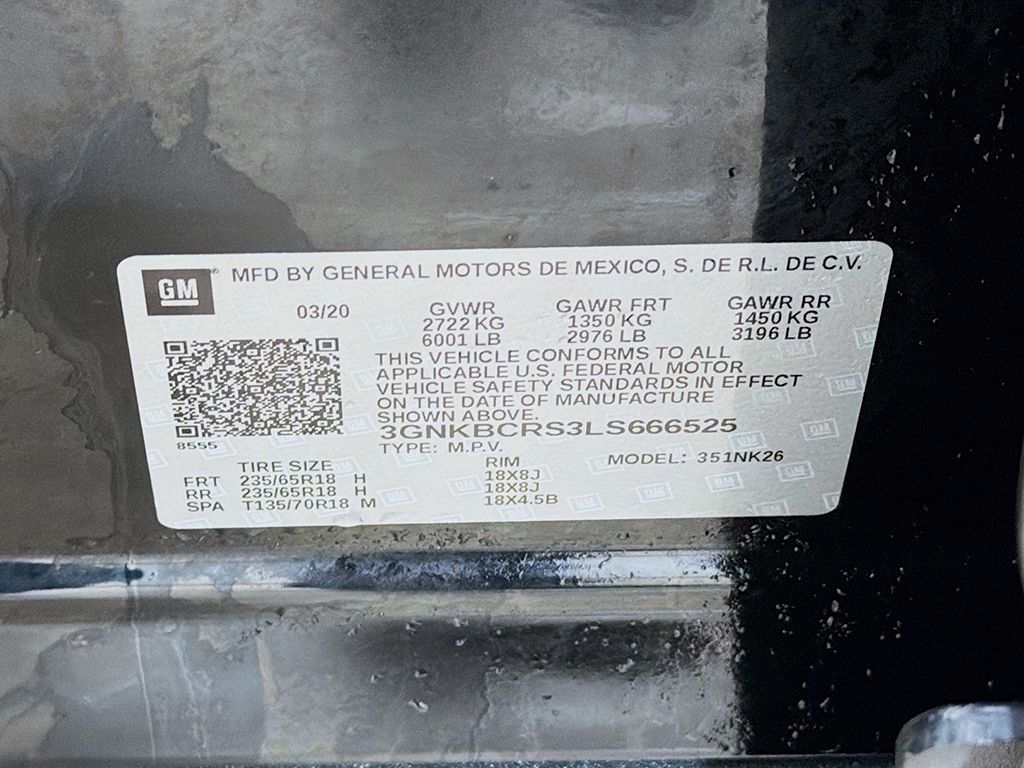 GM
MFD BY GENERAL MOTORS DE MEXICO, S. DE R.L. DE C.V.
03/20 GVWR GAWR FRT GAWR RR
2722 KG 1350 KG 1450 KG
6001 LB 2976 LB 3196 LB
THIS VEHICLE CONFORMS TO ALL
APPLICABLE U.S. FEDERAL MOTOR
VEHICLE SAFETY STANDARDS IN EFFECT
ON THE DATE OF MANUFACTURE
SHOWN ABOVE.
3GNKBCRS3LS666525
8555 TYPE: M.P.V. MODEL: 351NK26
TIRE SIZE RIM
FRT 235/65R18 H 18X8J
RR 235/65R18 H 18X8J
SPA T135/70R18 M 18X4.5B